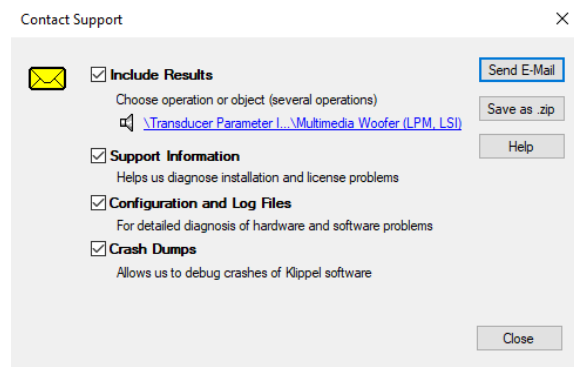 Contact Support
Include Results
Send E-Mail
Choose operation or object (several operations)
Save as .zip
\Transducer Parameter I...\Multimedia Woofer (LPM, LSI)
Help
Support Information
Helps us diagnose installation and license problems
Configuration and Log Files
For detailed diagnosis of hardware and software problems
Crash Dumps
Allows us to debug crashes of Klippel software
Close